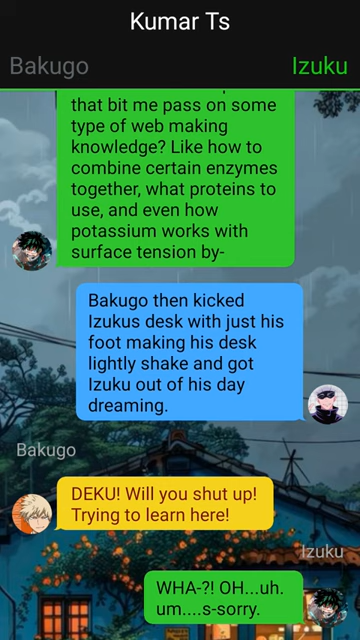 Kumar Ts
Bakugo
Izuku
that bit me pass on some
type of web making
knowledge? Like how to
combine certain enzymes
together, what proteins to
use, and even how
potassium works with
surface tension by-
Bakugo then kicked
Izukus desk with just his
foot making his desk
lightly shake and got
Izuku out of his day
dreaming.
Bakugo
DEKU! Will you shut up!
Trying to learn here!
Izuku
WHA-?! OH...uh.
um....s-sorry.